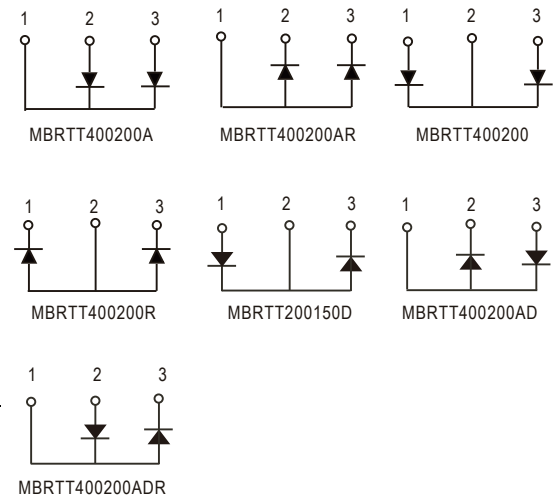 1 2 3 1 2 3 1 2 3
MBRTT400200A MBRTT400200AR MBRTT400200
1 2 3 1 2 3 1 2 3
MBRTT400200R MBRTT200150D MBRTT400200AD
1 2 3
MBRTT400200ADR